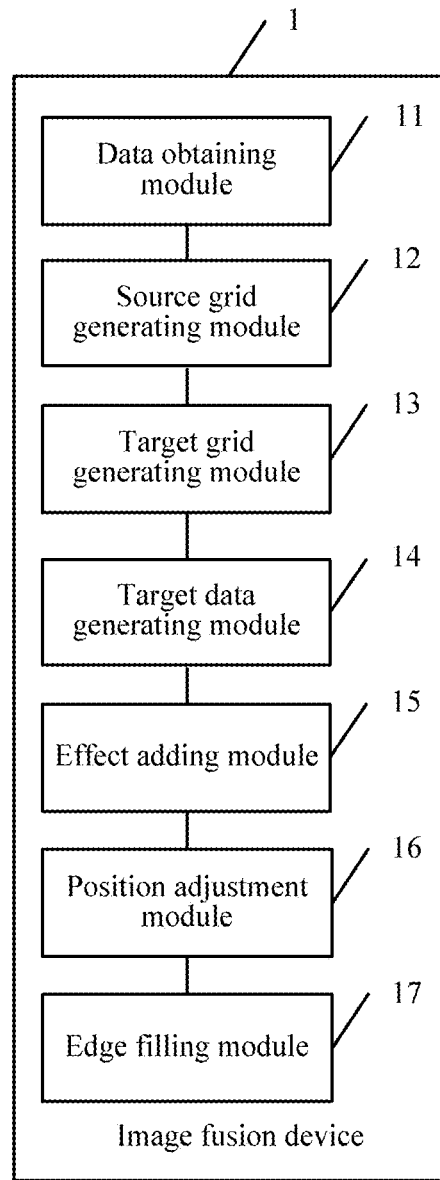 1
11
Data obtaining
module
12
Source grid
generating module
13
Target grid
generating module
14
Target data
generating module
15
Effect adding module
16
Position adjustment
module
17
Edge filling module
Image fusion device